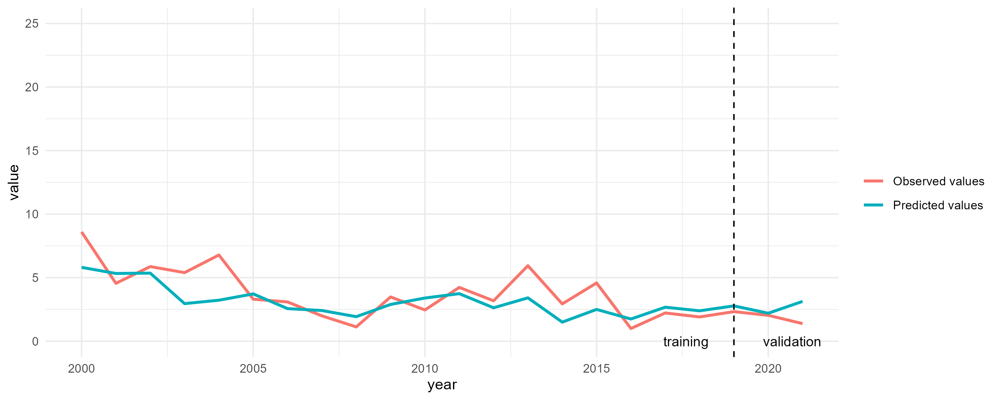 25
20
15
10
5
0
value
training
validation
2000
2005
2010
2015
2020
year
Observed values
Predicted values